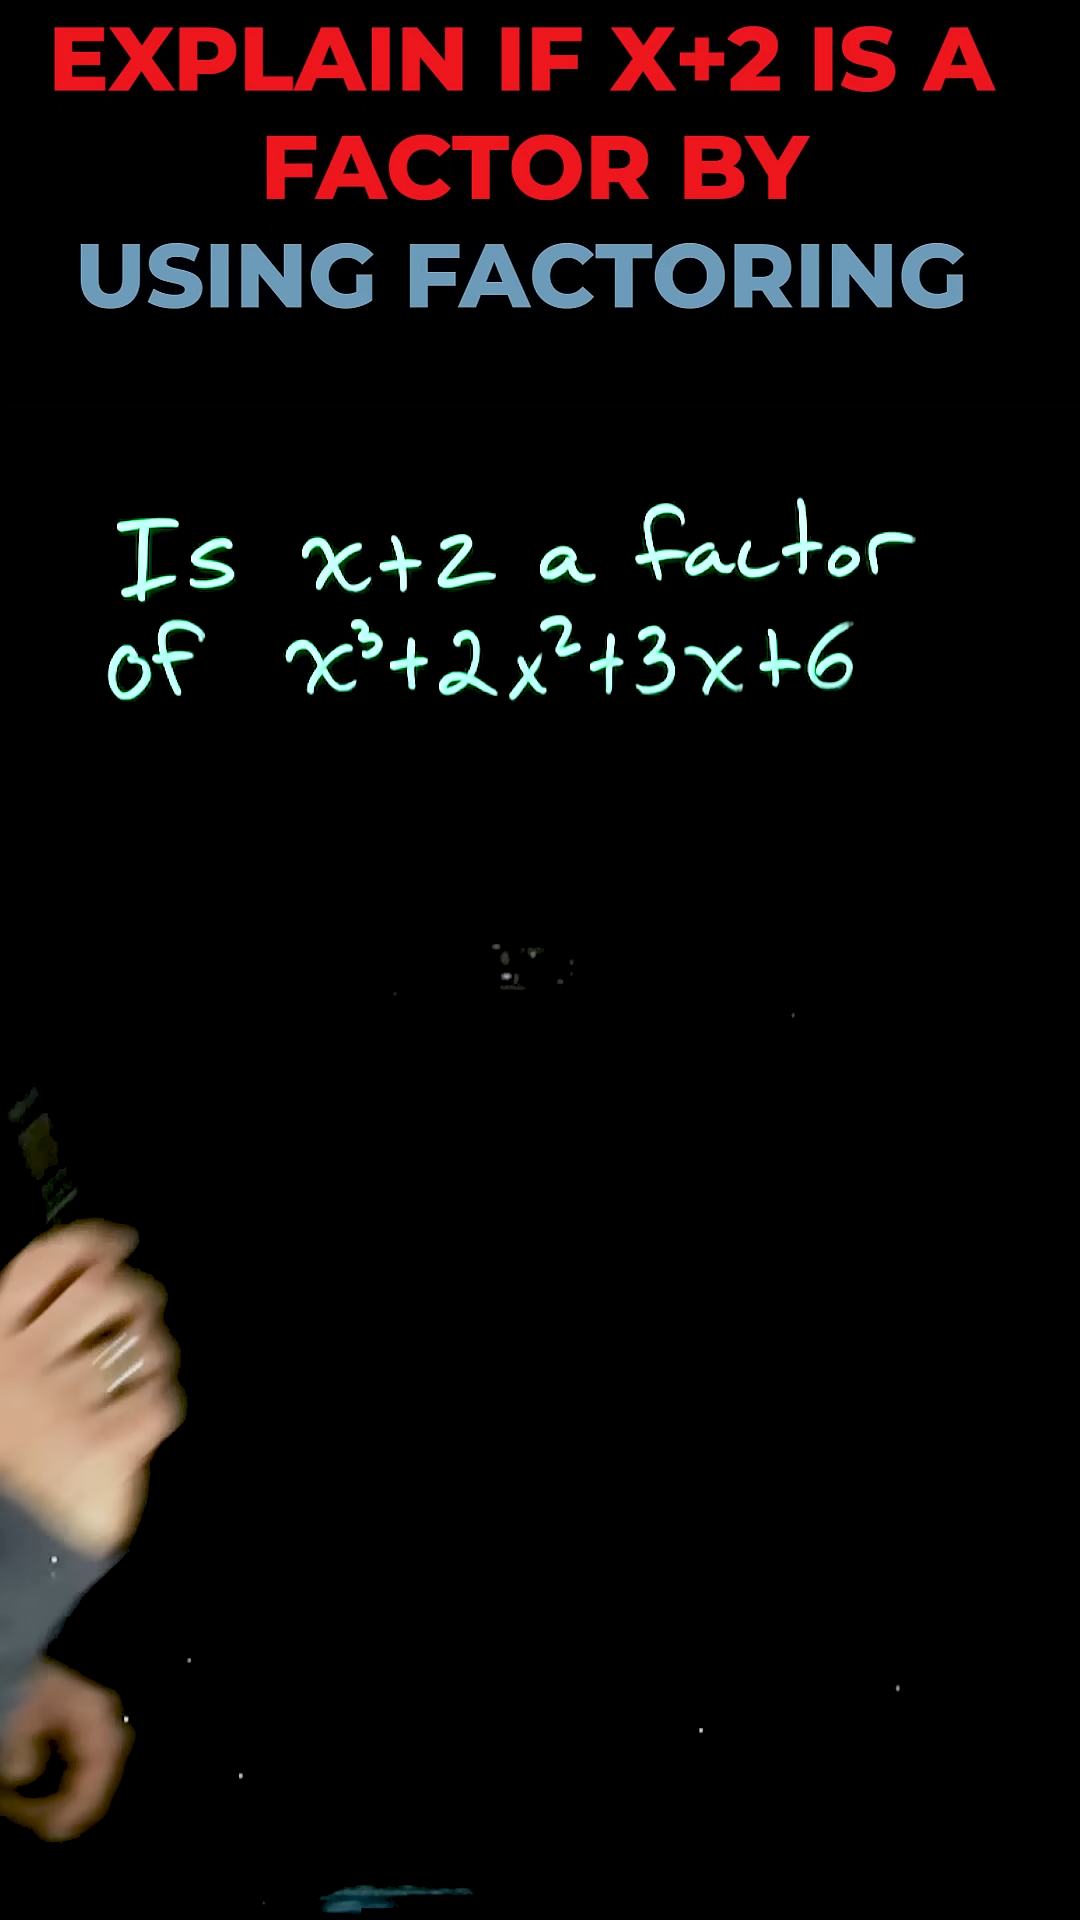 EXPLAIN IF X+2 IS A
FACTOR BY
USING FACTORING
Is x+2 a factor
of x³+2x²+3x+6